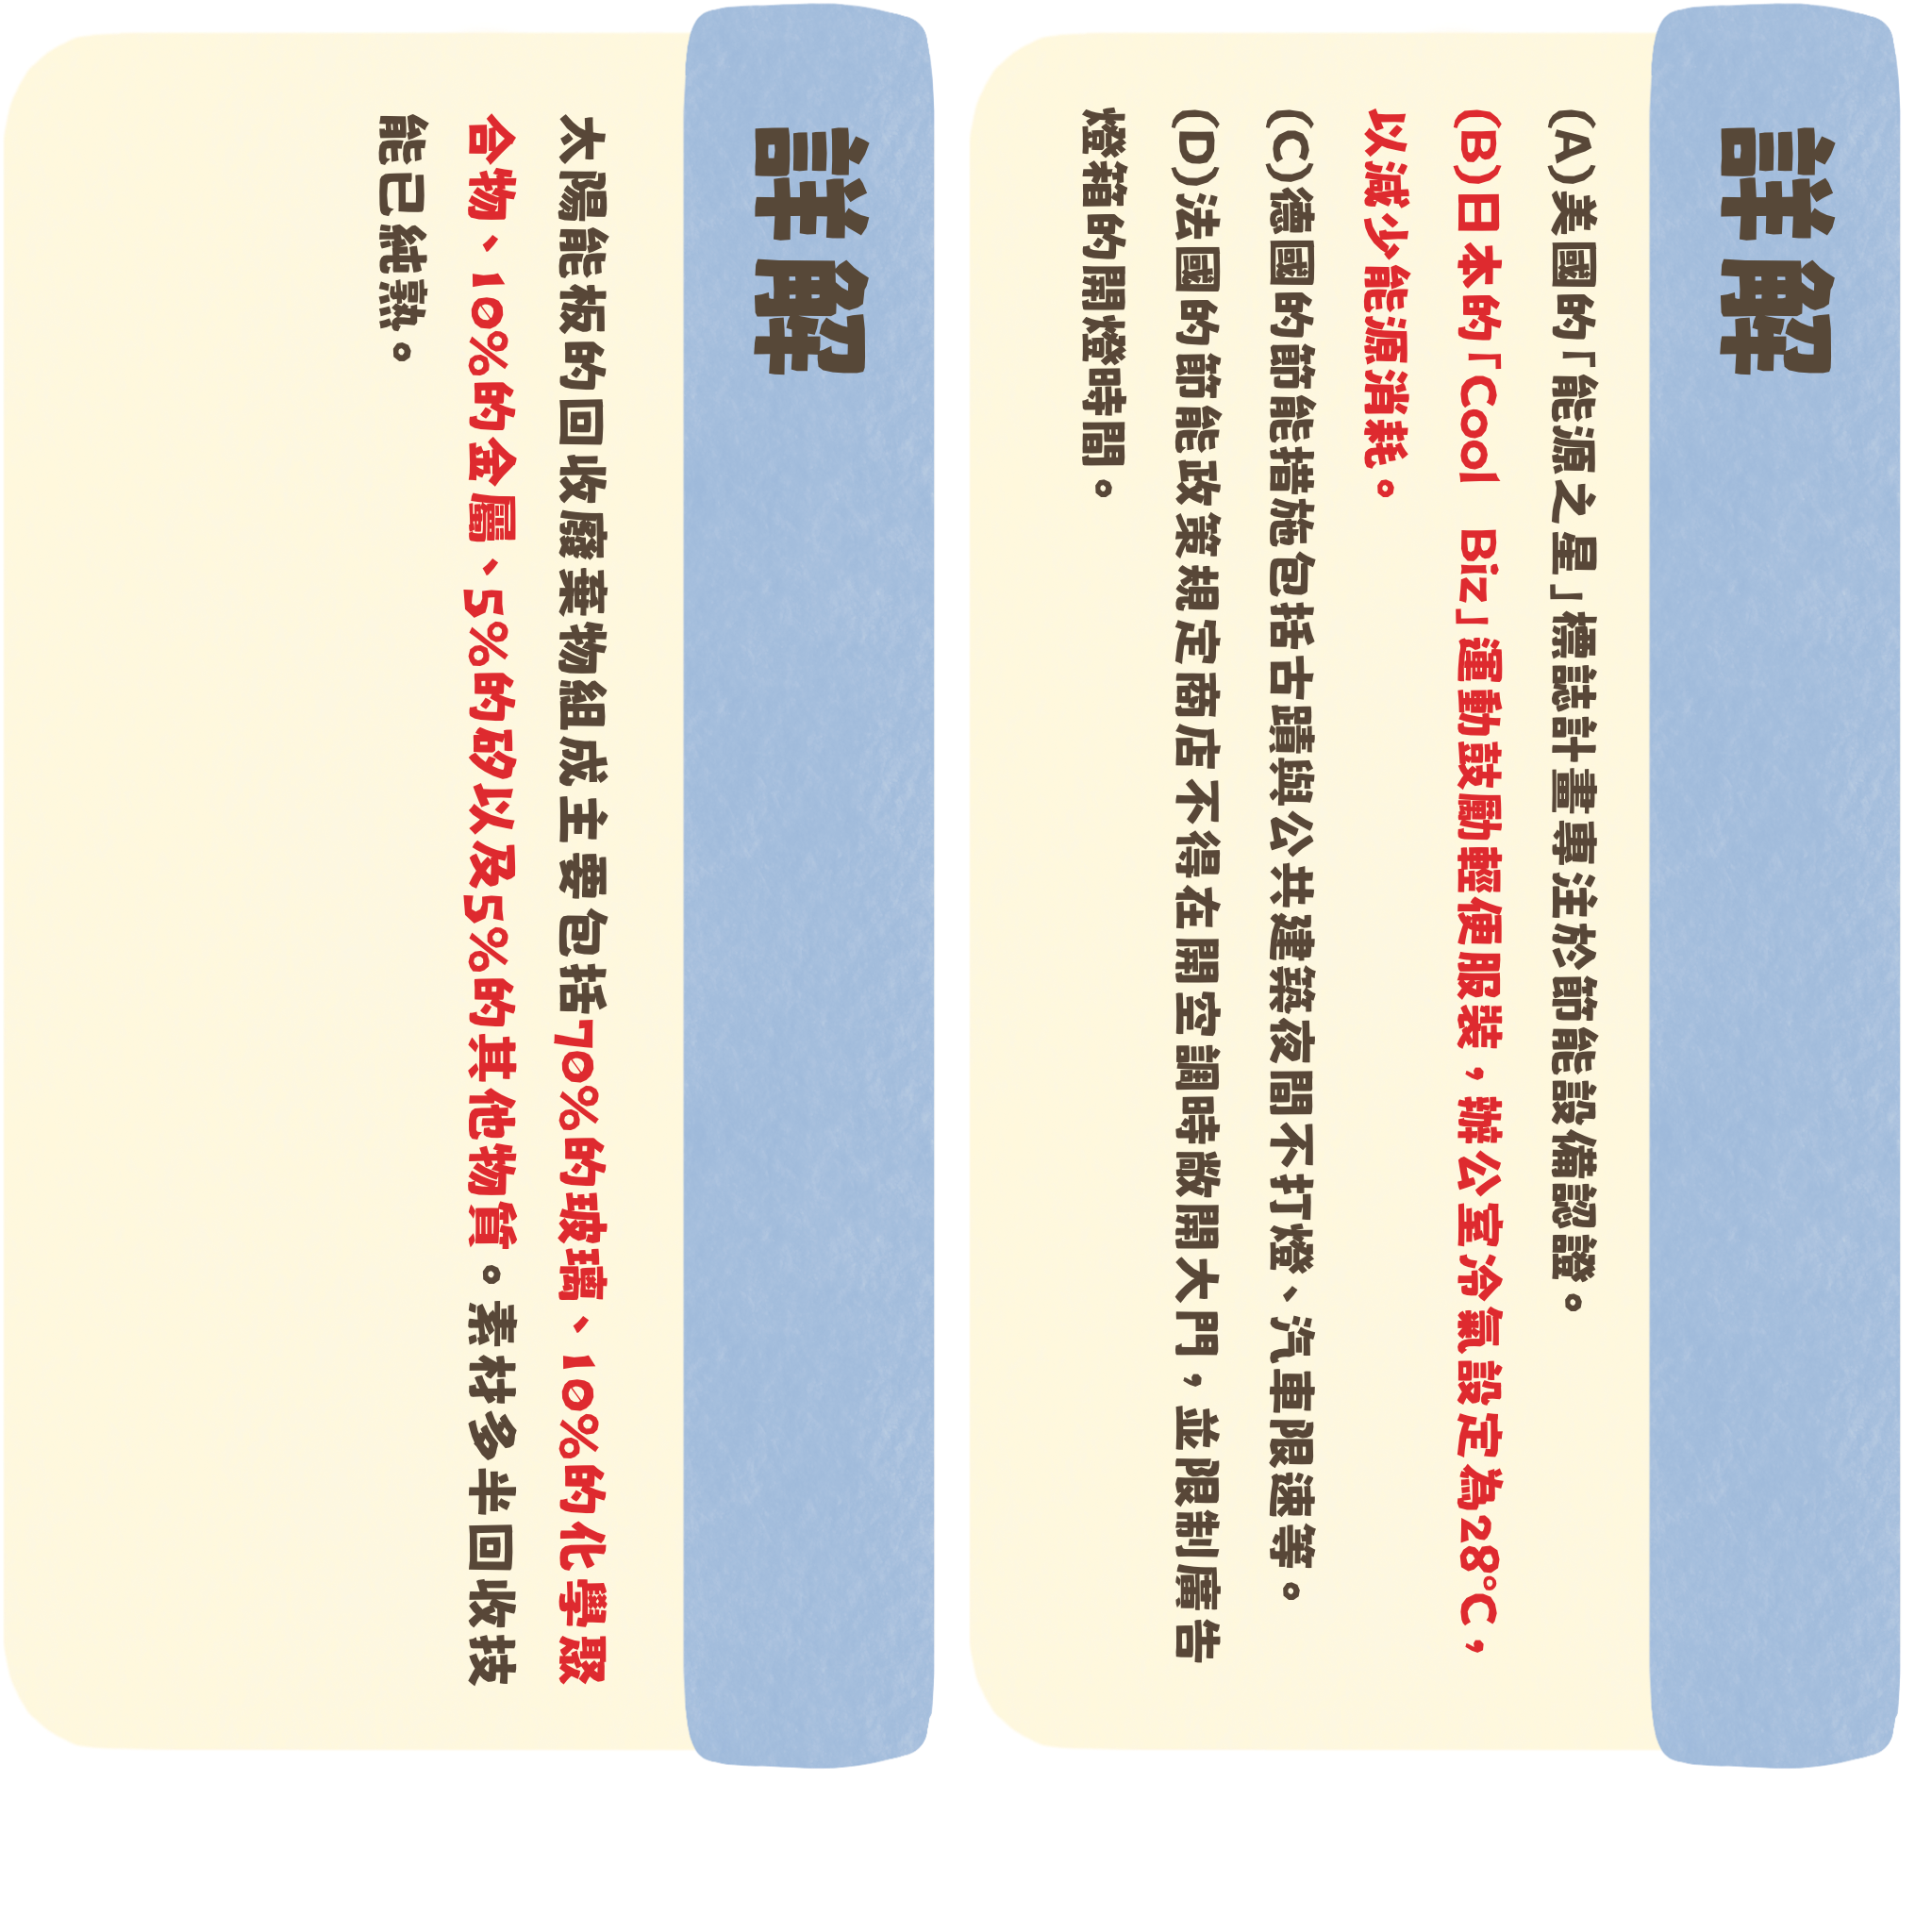 詳解
(A)美國的「能源之星」標誌計畫專注於節能設備認證。
(B)日本的「Cool Biz」運動鼓勵輕便服裝，辦公室冷氣設定為28°C，
以減少能源消耗。
(C)德國的節能措施包括古蹟與公共建築夜間不打燈、汽車限速等。
(D)法國的節能政策規定商店不得在開空調時敞開大門，並限制廣告
燈箱的開燈時間。
詳解
太陽能板的回收廢棄物組成主要包括70%的玻璃、10%的化學聚
合物、10%的金屬、5%的矽以及5%的其他物質。素材多半回收技
能已純熟。